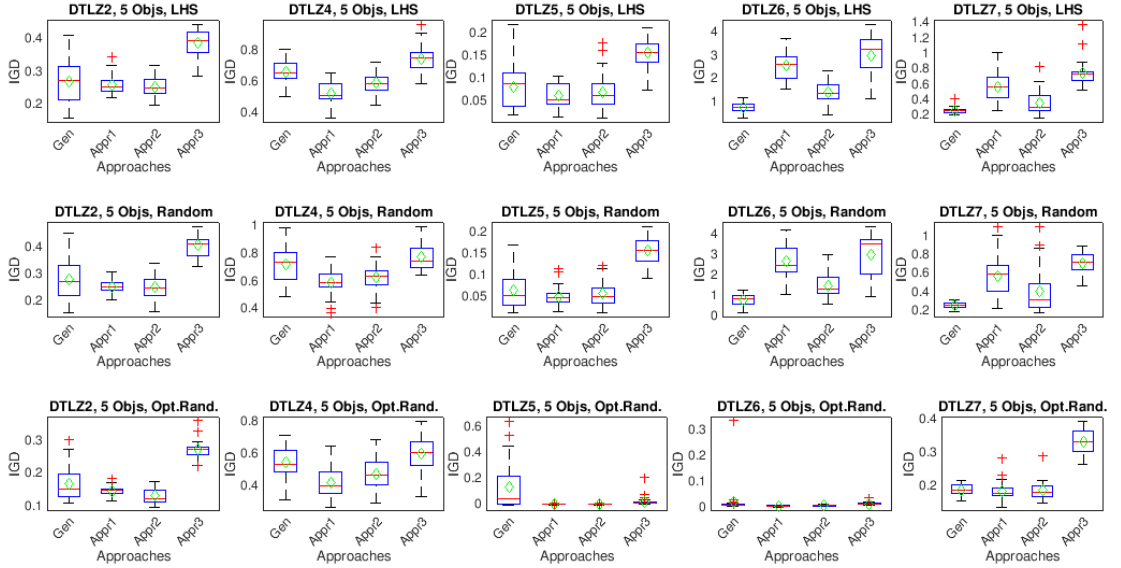 DTLZ2, 5 Objs, LHS
DTLZ4, 5 Objs, LHS
DTLZ5, 5 Objs, LHS
DTLZ6, 5 Objs, LHS
DTLZ7, 5 Objs, LHS
IGD
0.4
0.3
0.2
Gen
Appr1
Appr2
Appr3
Approaches
IGD
0.8
0.6
0.4
Gen
Appr1
Appr2
Appr3
Approaches
IGD
0.2
0.15
0.1
0.05
Gen
Appr1
Appr2
Appr3
Approaches
IGD
4
3
2
1
Gen
Appr1
Appr2
Appr3
Approaches
IGD
1.4
1.2
1
0.8
0.6
0.4
0.2
Gen
Appr1
Appr2
Appr3
Approaches
DTLZ2, 5 Objs, Random
DTLZ4, 5 Objs, Random
DTLZ5, 5 Objs, Random
DTLZ6, 5 Objs, Random
DTLZ7, 5 Objs, Random
IGD
0.4
0.3
0.2
Gen
Appr1
Appr2
Appr3
Approaches
IGD
1
0.8
0.6
0.4
Gen
Appr1
Appr2
Appr3
Approaches
IGD
0.2
0.15
0.1
0.05
Gen
Appr1
Appr2
Appr3
Approaches
IGD
4
3
2
1
0
Gen
Appr1
Appr2
Appr3
Approaches
IGD
1
0.8
0.6
0.4
0.2
Gen
Appr1
Appr2
Appr3
Approaches
DTLZ2, 5 Objs, Opt.Rand.
DTLZ4, 5 Objs, Opt.Rand.
DTLZ5, 5 Objs, Opt.Rand.
DTLZ6, 5 Objs, Opt.Rand.
DTLZ7, 5 Objs, Opt.Rand.
IGD
0.3
0.2
0.1
Gen
Appr1
Appr2
Appr3
Approaches
IGD
0.8
0.6
0.4
Gen
Appr1
Appr2
Appr3
Approaches
IGD
0.6
0.4
0.2
0
Gen
Appr1
Appr2
Appr3
Approaches
IGD
0.3
0.2
0.1
0
Gen
Appr1
Appr2
Appr3
Approaches
IGD
0.4
0.3
0.2
Gen
Appr1
Appr2
Appr3
Approaches